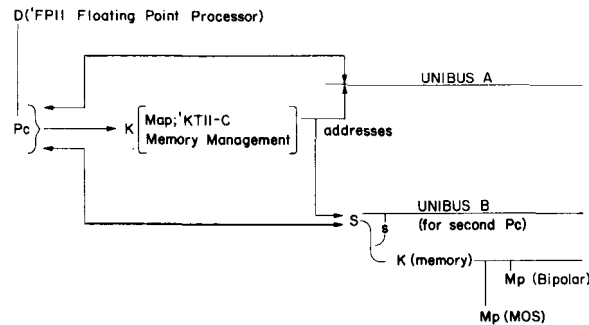 D('FP11 Floating Point Processor)
UNIBUS A
Pc
K
Map;'KT11-C
Memory Management
addresses
UNIBUS B
S
s
(for second Pc)
K (memory)
Mp (Bipolar)
Mp (MOS)